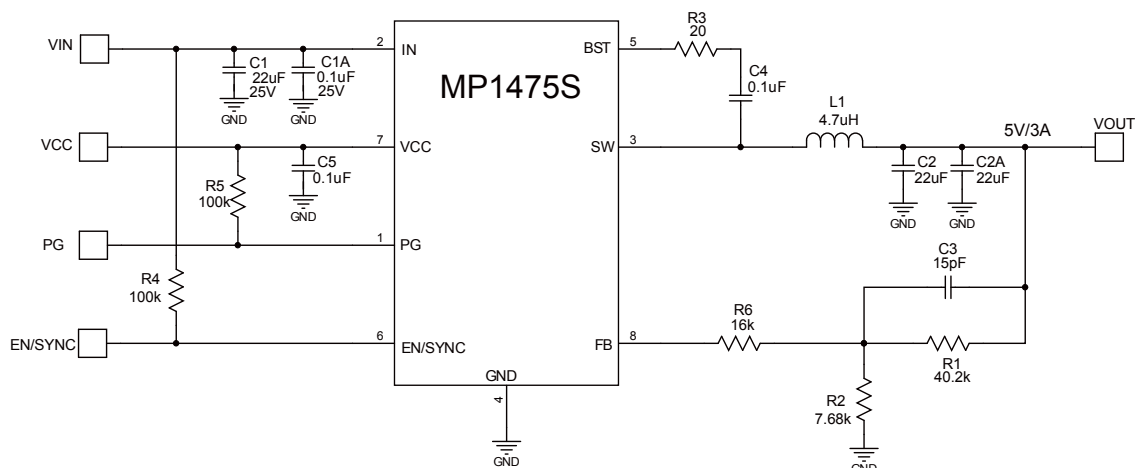 VIN
2
IN
C1
22uF
25V
GND
C1A
0.1uF
25V
GND
MP1475S
BST
5
R3
20
C4
0.1uF
VCC
7
VCC
C5
0.1uF
GND
R5
100k
SW
3
L1
4.7uH
5V/3A
VOUT
C2
22uF
GND
C2A
22uF
GND
PG
1
PG
R4
100k
C3
15pF
EN/SYNC
6
EN/SYNC
FB
8
R6
16k
R1
40.2k
R2
7.68k
GND
GND
4
GND